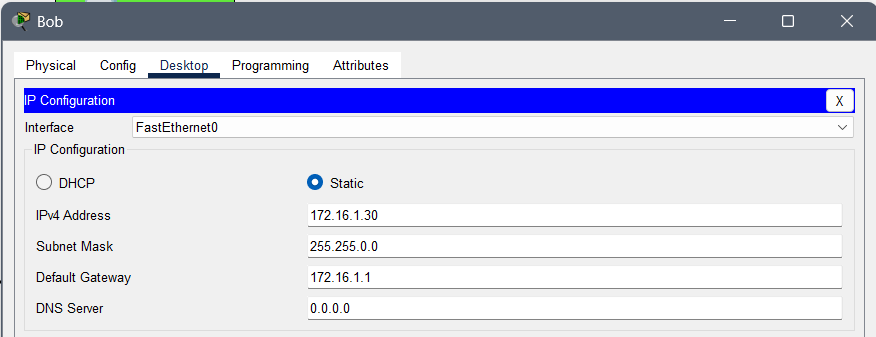 Bob
Physical Config Desktop Programming Attributes
IP Configuration X
Interface FastEthernet0
IP Configuration
DHCP Static
IPv4 Address 172.16.1.30
Subnet Mask 255.255.0.0
Default Gateway 172.16.1.1
DNS Server 0.0.0.0